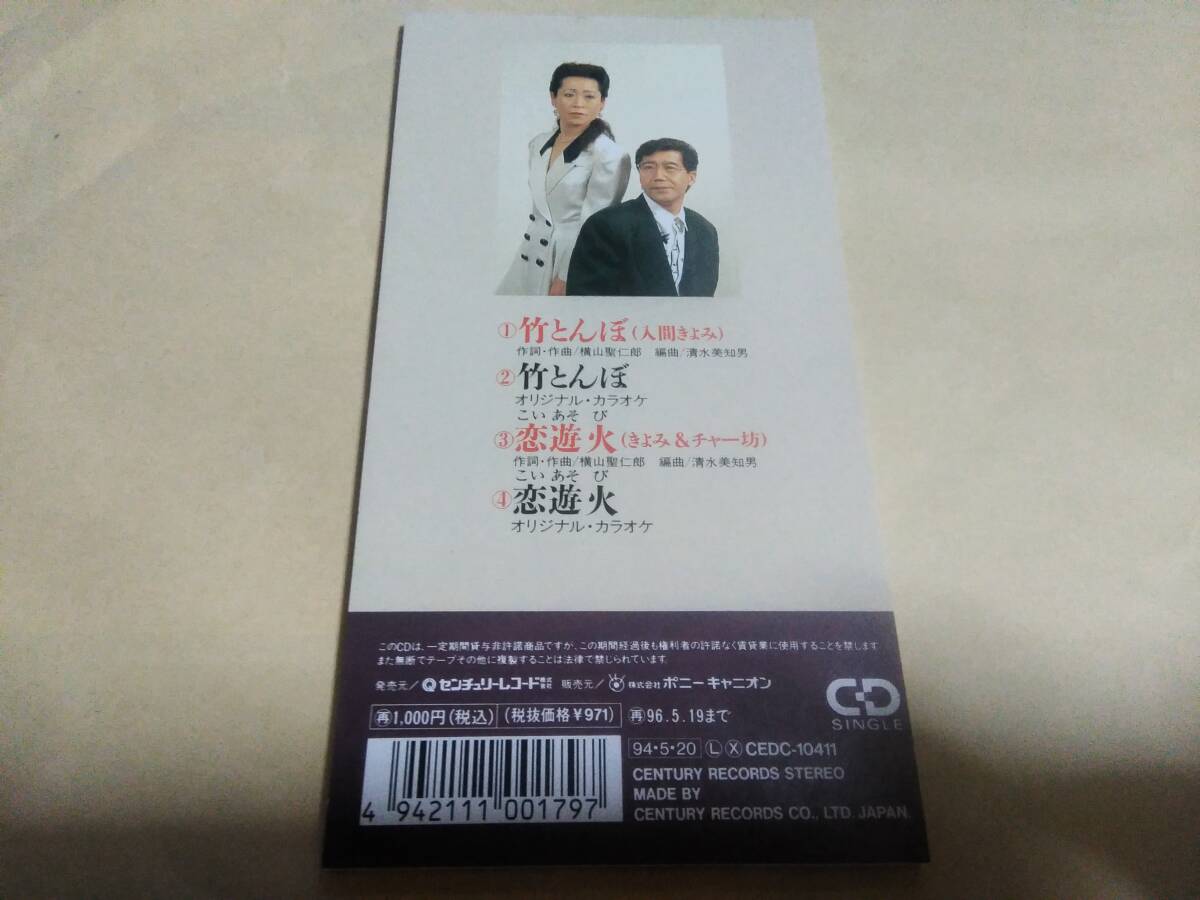 ①竹とんぼ(入間きよみ)
作詞・作曲/横山聖仁郎 編曲/清水美知男
②竹とんぼ
オリジナル・カラオケ
こい あそ び
③恋遊火(きよみ&チャー坊)
作詞・作曲/横山聖仁郎 編曲/清水美知男
こい あそ び
④恋遊火
オリジナル・カラオケ
このCDは、一定期間貸与非許諾商品ですが、この期間経過後も権利者の許諾なく賃貸業に使用することを禁します
また無断でテープその他に複製することは法律で禁じられています
発売元/センチュリーレコード株式会社 販売元/株式会社 ポニーキャニオン
CD
SINGLE
再1,000円(税込) (税抜価格¥971) 再96.5.19まで
94・5・20 Ⓛ Ⓧ CEDC-10411
CENTURY RECORDS STEREO
MADE BY
CENTURY RECORDS CO., LTD. JAPAN.
4 942111 001797